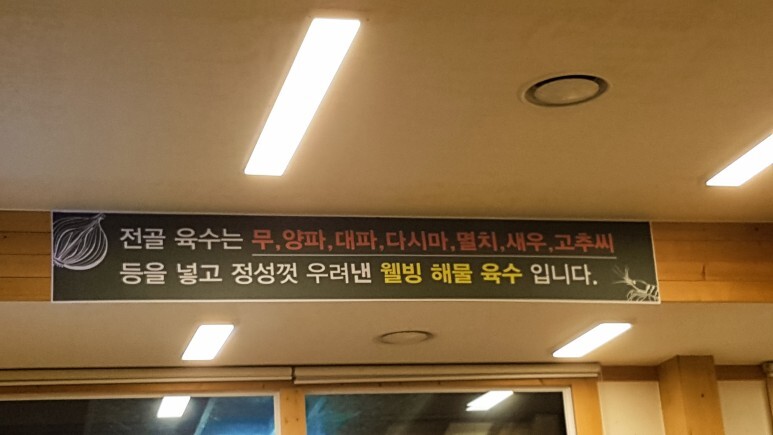 전골 육수는 무,양파,대파,다시마,멸치,새우,고추씨
등을 넣고 정성껏 우려낸 웰빙 해물 육수 입니다.